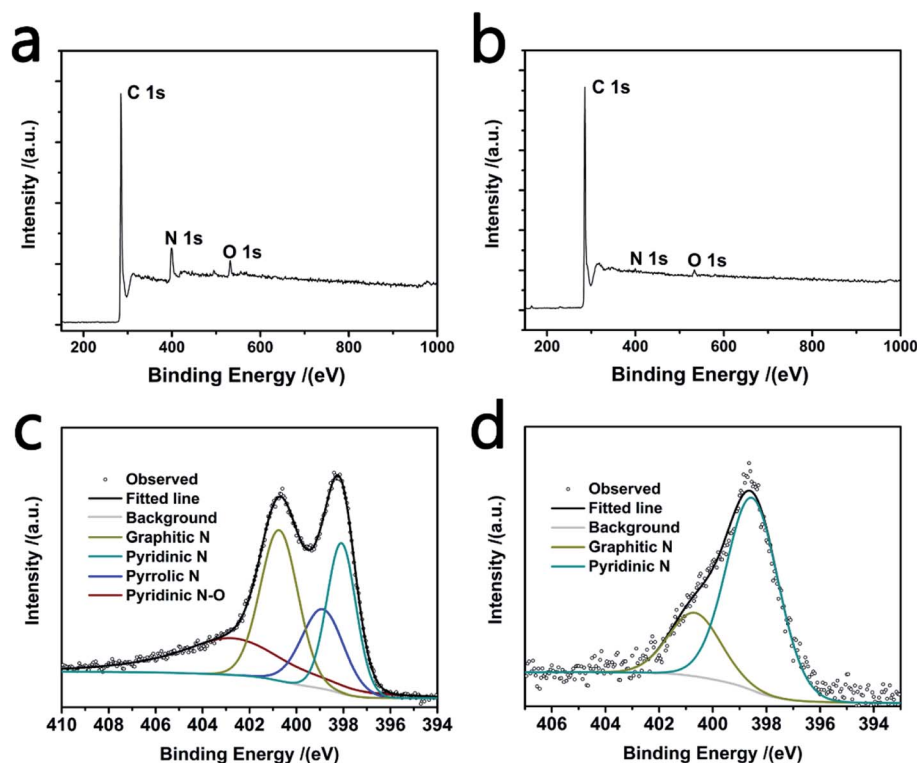 a
C 1s
N 1s
O 1s
Intensity /(a.u.)
200 400 600 800 1000
Binding Energy /(eV)
b
C 1s
N 1s
O 1s
Intensity /(a.u.)
200 400 600 800 1000
Binding Energy /(eV)
c
Observed
Fitted line
Background
Graphitic N
Pyridinic N
Pyrrolic N
Pyridinic N-O
Intensity /(a.u.)
410 408 406 404 402 400 398 396 394
Binding Energy /(eV)
d
Observed
Fitted line
Background
Graphitic N
Pyridinic N
Intensity /(a.u.)
406 404 402 400 398 396 394
Binding Energy /(eV)